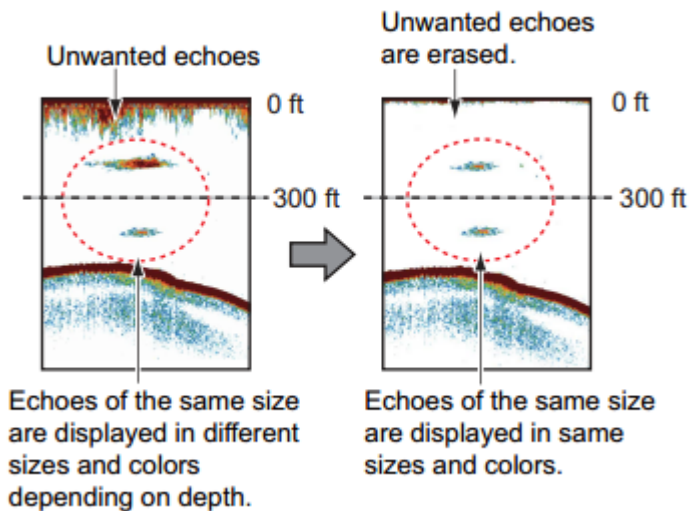 Unwanted echoes
0 ft
300 ft
Echoes of the same size
are displayed in different
sizes and colors
depending on depth.
Unwanted echoes
are erased.
0 ft
300 ft
Echoes of the same size
are displayed in same
sizes and colors.